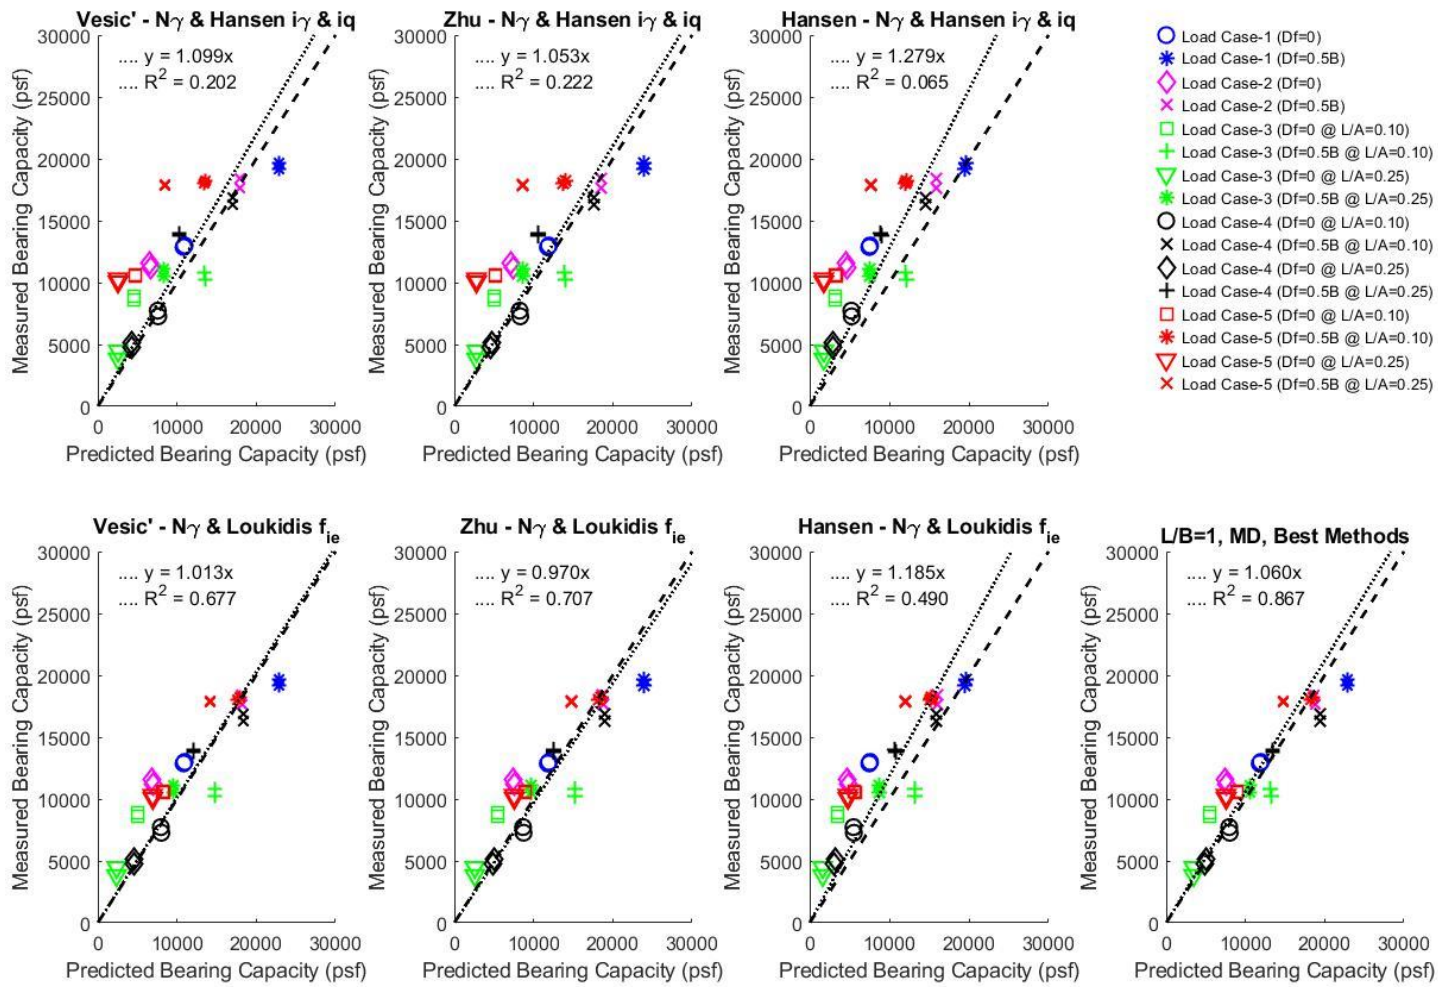 Vesic' - Nγ & Hansen iγ & iq
.... y = 1.099x
.... R² = 0.202
30000
25000
20000
15000
10000
5000
0
Measured Bearing Capacity (psf)
0 10000 20000 30000
Predicted Bearing Capacity (psf)
Zhu - Nγ & Hansen iγ & iq
.... y = 1.053x
.... R² = 0.222
30000
25000
20000
15000
10000
5000
0
Measured Bearing Capacity (psf)
0 10000 20000 30000
Predicted Bearing Capacity (psf)
Hansen - Nγ & Hansen iγ & iq
.... y = 1.279x
.... R² = 0.065
30000
25000
20000
15000
10000
5000
0
Measured Bearing Capacity (psf)
0 10000 20000 30000
Predicted Bearing Capacity (psf)
Load Case-1 (Df=0)
Load Case-1 (Df=0.5B)
Load Case-2 (Df=0)
Load Case-2 (Df=0.5B)
Load Case-3 (Df=0 @ L/A=0.10)
Load Case-3 (Df=0.5B @ L/A=0.10)
Load Case-3 (Df=0 @ L/A=0.25)
Load Case-3 (Df=0.5B @ L/A=0.25)
Load Case-4 (Df=0 @ L/A=0.10)
Load Case-4 (Df=0.5B @ L/A=0.10)
Load Case-4 (Df=0 @ L/A=0.25)
Load Case-4 (Df=0.5B @ L/A=0.25)
Load Case-5 (Df=0 @ L/A=0.10)
Load Case-5 (Df=0.5B @ L/A=0.10)
Load Case-5 (Df=0 @ L/A=0.25)
Load Case-5 (Df=0.5B @ L/A=0.25)
Vesic' - Nγ & Loukidis f_ie
.... y = 1.013x
.... R² = 0.677
30000
25000
20000
15000
10000
5000
0
Measured Bearing Capacity (psf)
0 10000 20000 30000
Predicted Bearing Capacity (psf)
Zhu - Nγ & Loukidis f_ie
.... y = 0.970x
.... R² = 0.707
30000
25000
20000
15000
10000
5000
0
Measured Bearing Capacity (psf)
0 10000 20000 30000
Predicted Bearing Capacity (psf)
Hansen - Nγ & Loukidis f_ie
.... y = 1.185x
.... R² = 0.490
30000
25000
20000
15000
10000
5000
0
Measured Bearing Capacity (psf)
0 10000 20000 30000
Predicted Bearing Capacity (psf)
L/B=1, MD, Best Methods
.... y = 1.060x
.... R² = 0.867
30000
25000
20000
15000
10000
5000
0
Measured Bearing Capacity (psf)
0 10000 20000 30000
Predicted Bearing Capacity (psf)